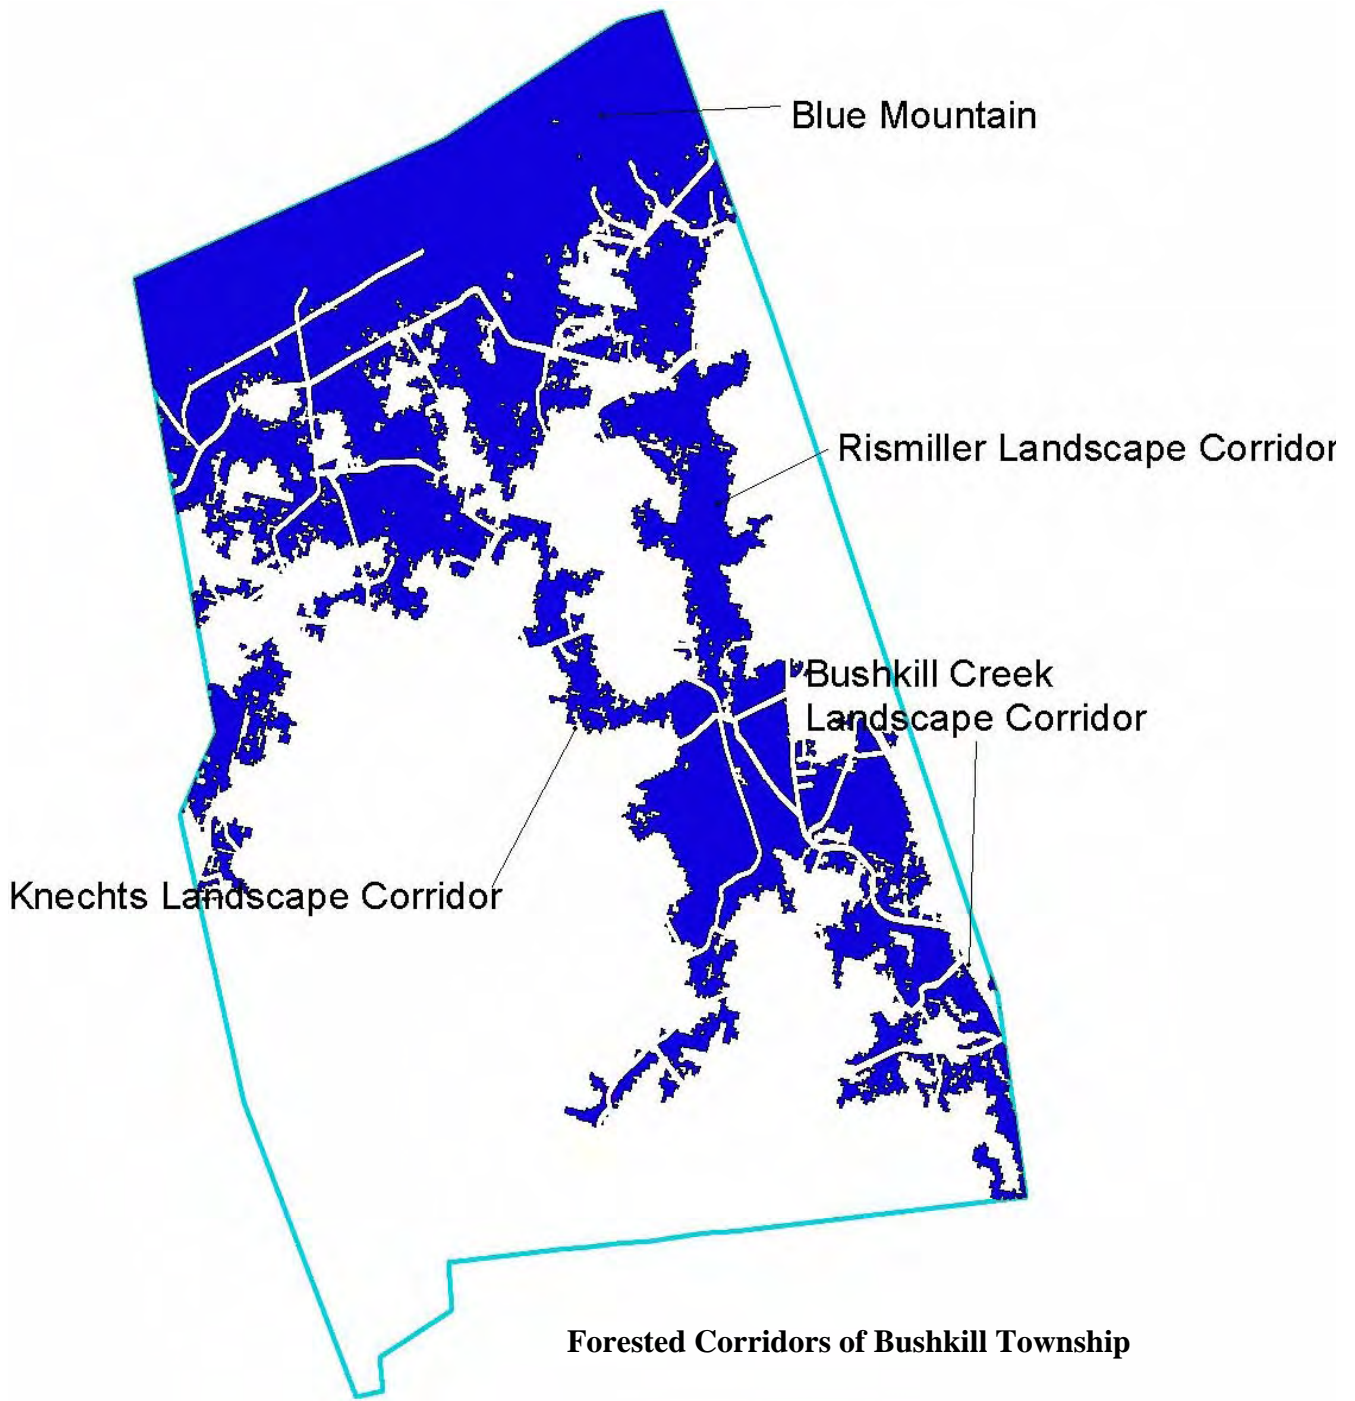 Blue Mountain
Rismiller Landscape Corridor
Bushkill Creek
Landscape Corridor
Knechts Landscape Corridor
Forested Corridors of Bushkill Township